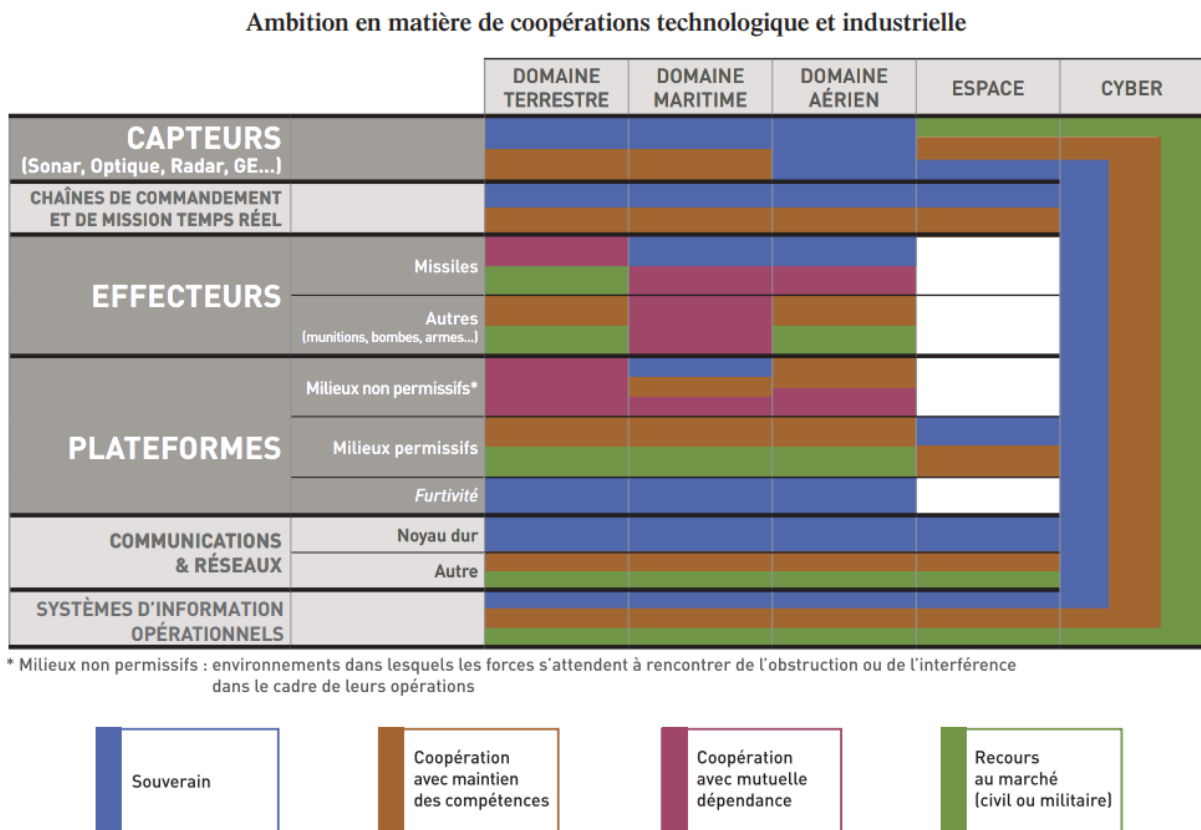 Ambition en matière de coopérations technologique et industrielle
DOMAINE
TERRESTRE
DOMAINE
MARITIME
DOMAINE
AÉRIEN
ESPACE
CYBER
CAPTEURS
(Sonar, Optique, Radar, GE...)
CHAÎNES DE COMMANDEMENT
ET DE MISSION TEMPS RÉEL
EFFECTEURS
Missiles
Autres
(munitions, bombes, armes...)
PLATEFORMES
Milieux non permissifs*
Milieux permissifs
Furtivité
COMMUNICATIONS
& RÉSEAUX
Noyau dur
Autre
SYSTÈMES D'INFORMATION
OPÉRATIONNELS
* Milieux non permissifs : environnements dans lesquels les forces s'attendent à rencontrer de l'obstruction ou de l'interférence
dans le cadre de leurs opérations
Souverain
Coopération
avec maintien
des compétences
Coopération
avec mutuelle
dépendance
Recours
au marché
(civil ou militaire)